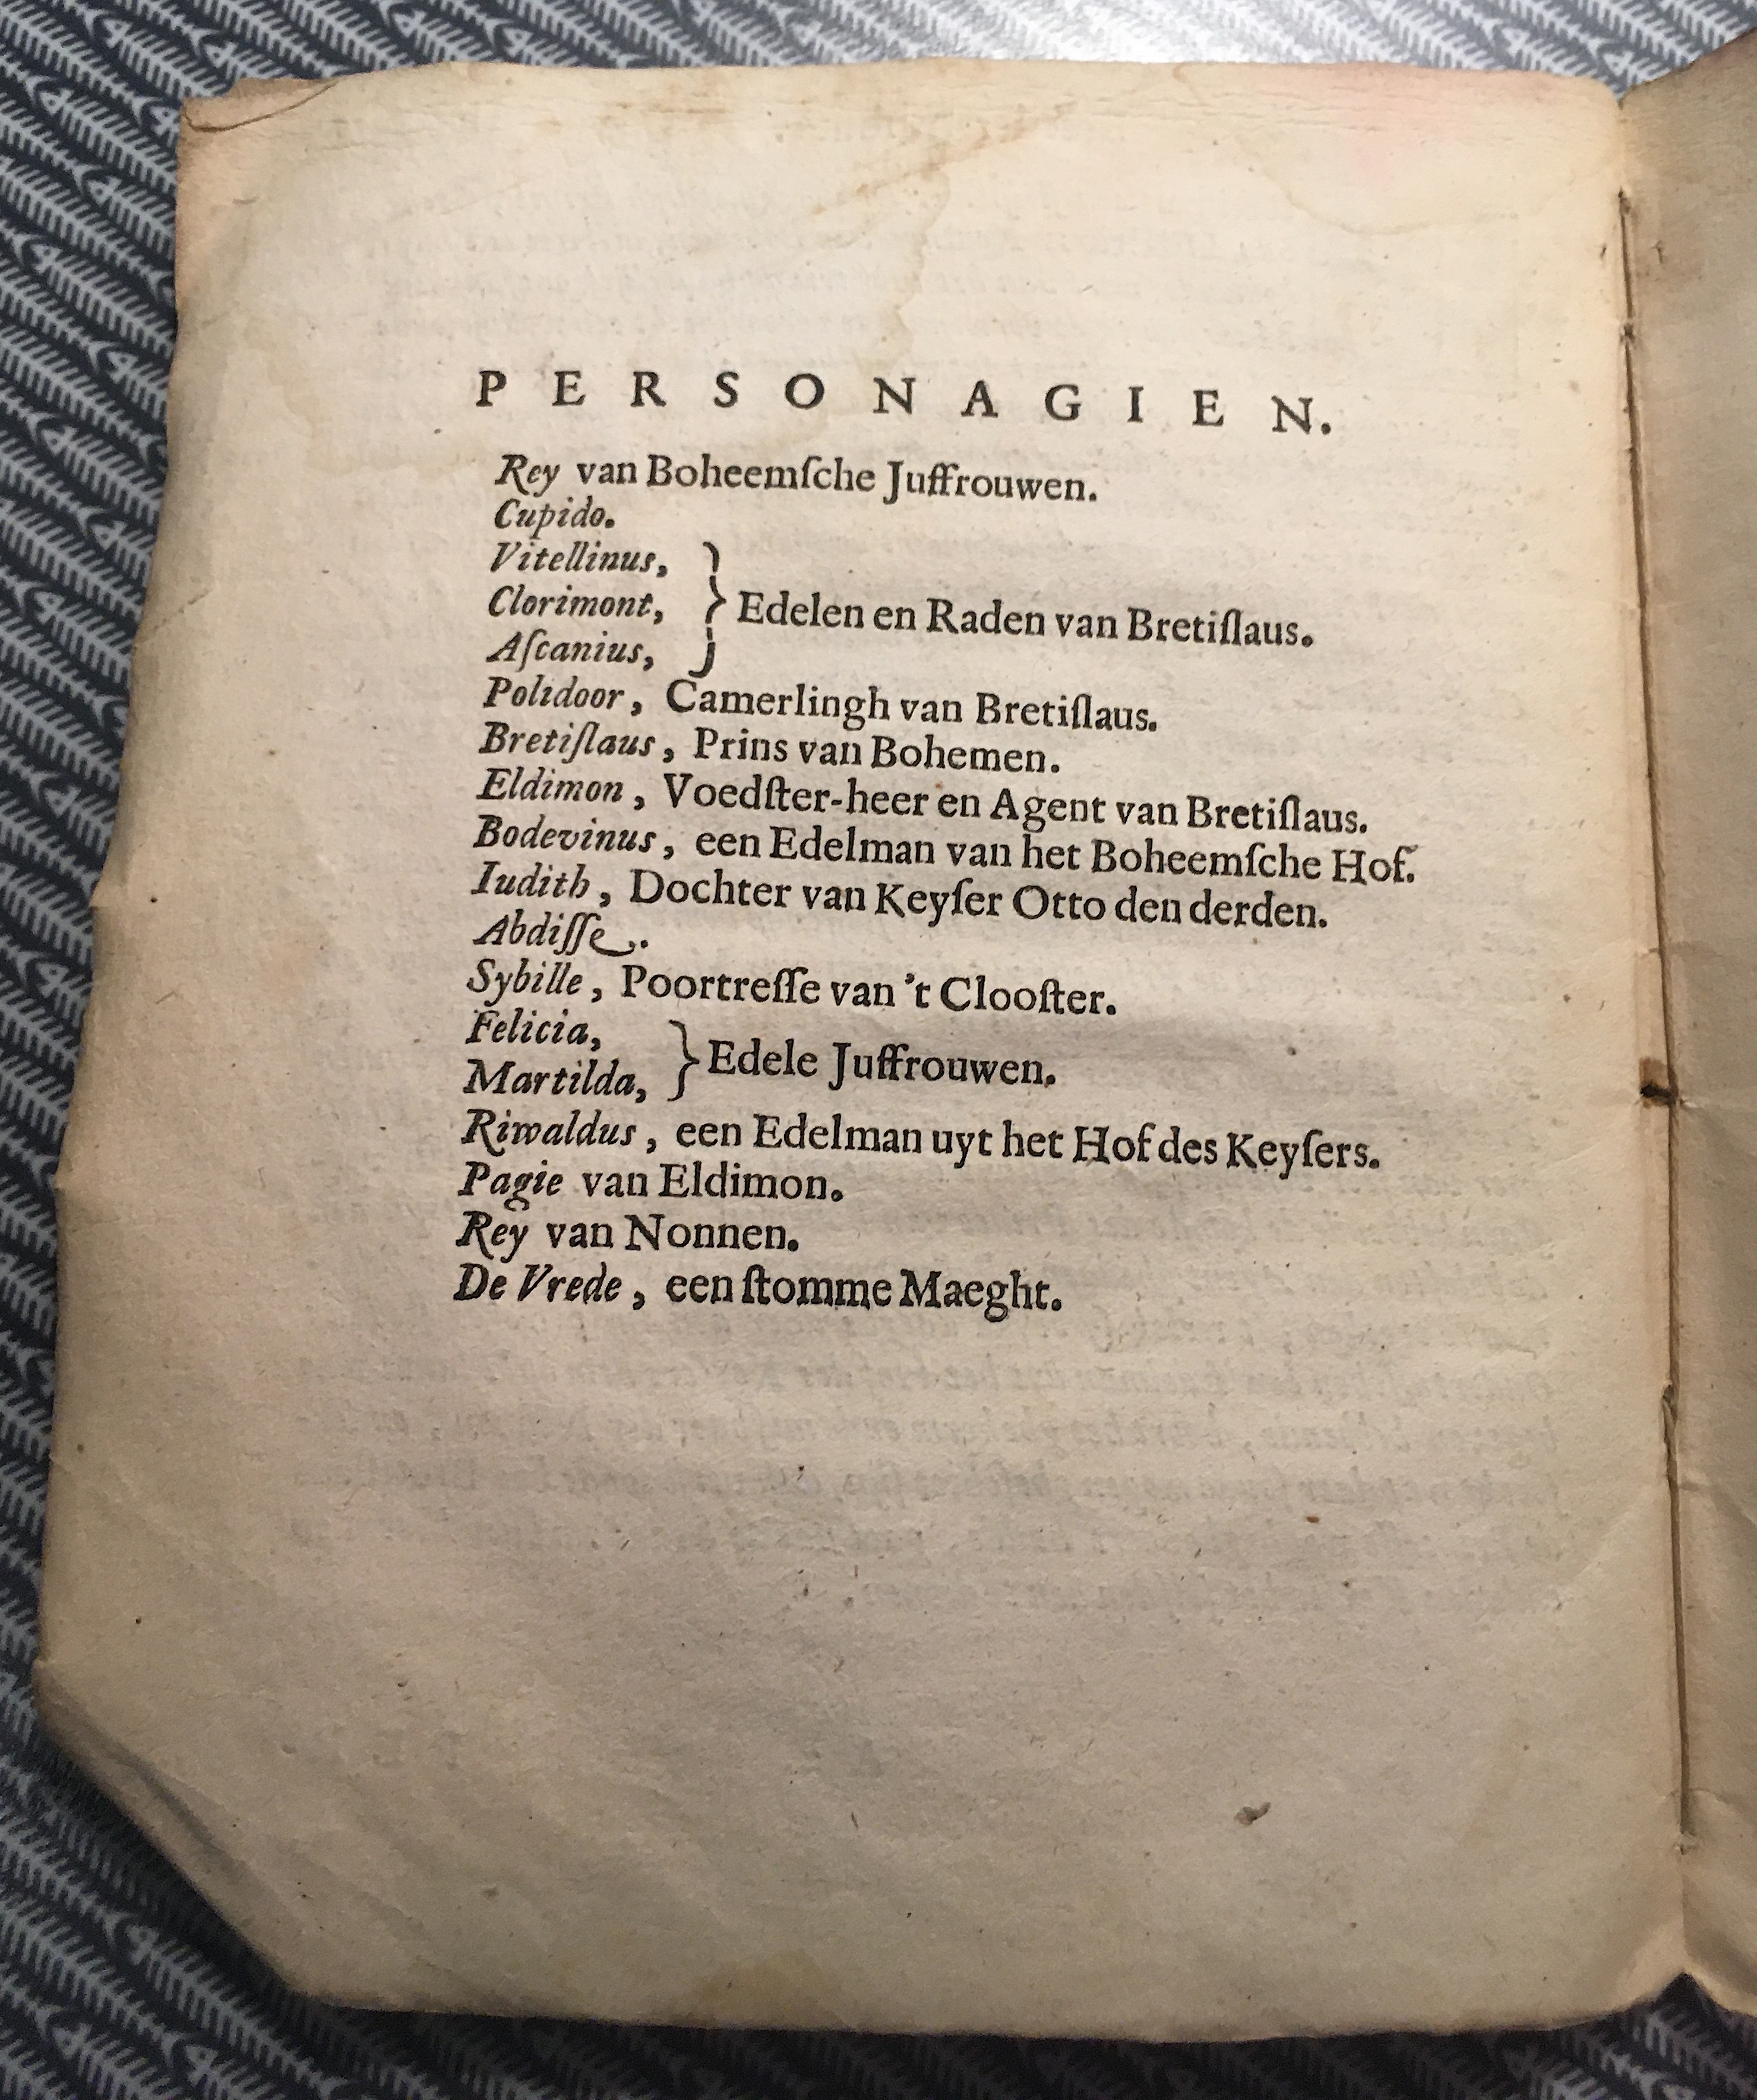 PERSONAGIEN.
Rey van Boheemſche Juffrouwen.
Cupido.
Vitellinus,
Clorimont, } Edelen en Raden van Bretiſlaus.
Aſcanius,
Polidoor, Camerlingh van Bretiſlaus.
Bretiſlaus, Prins van Bohemen.
Eldimon, Voedſter-heer en Agent van Bretiſlaus.
Bodevinus, een Edelman van het Boheemſche Hof.
Iudith, Dochter van Keyſer Otto den derden.
Abdiſſe.
Sybille, Poortreſſe van 't Clooſter.
Felicia,
Martilda, } Edele Juffrouwen.
Riwaldus, een Edelman uyt het Hof des Keyſers.
Pagie van Eldimon.
Rey van Nonnen.
De Vrede, een ſtomme Maeght.